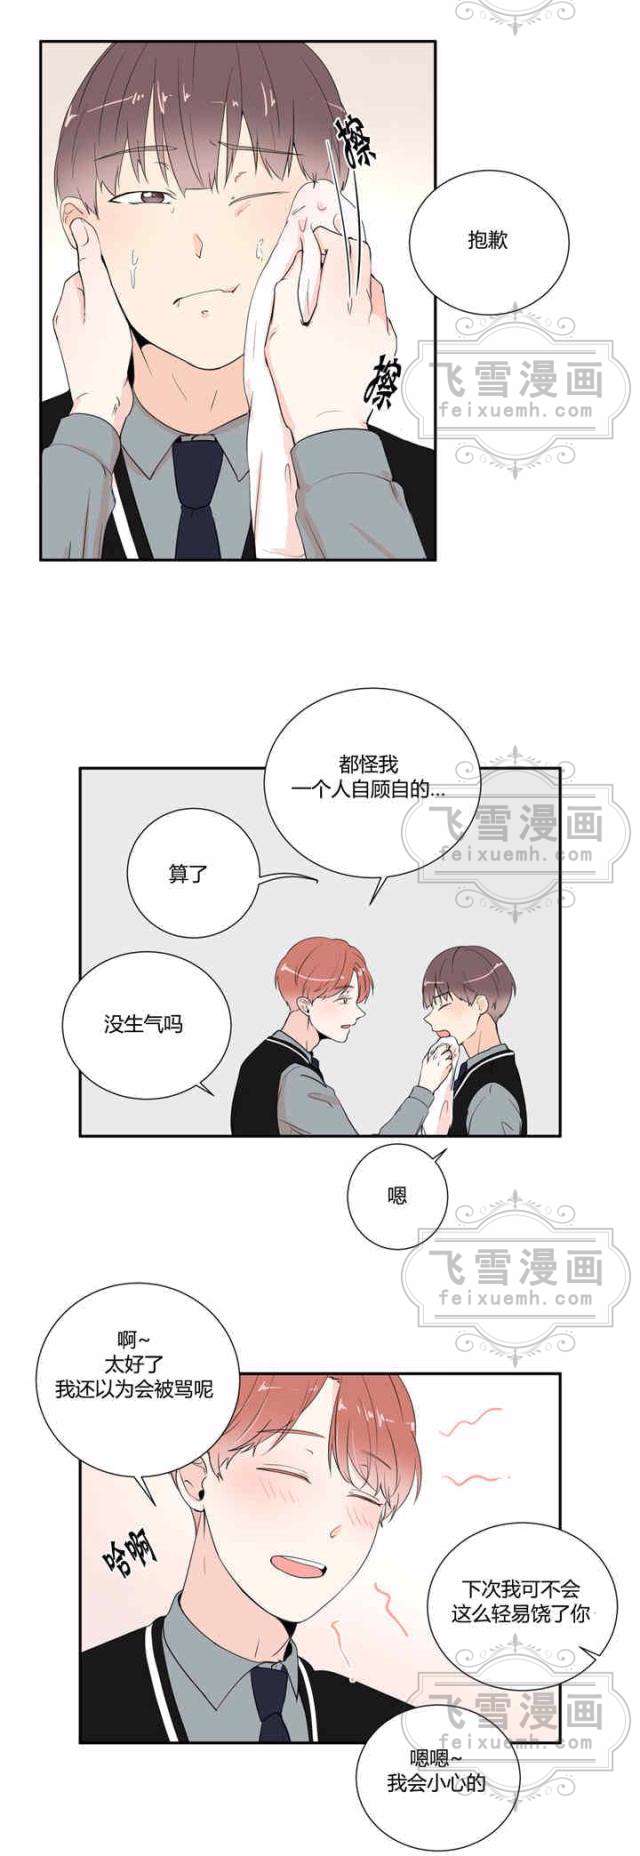 擦
抱歉
擦
飞雪漫画
feixuemh.com
都怪我
一个人自顾自的...
算了
飞雪漫画
feixuemh.com
没生气吗
嗯
飞雪漫画
feixuemh.com
啊~
太好了
我还以为会被骂呢
哈啊
下次我可不会
这么轻易饶了你
飞雪漫画
feixuemh.com
嗯嗯~
我会小心的